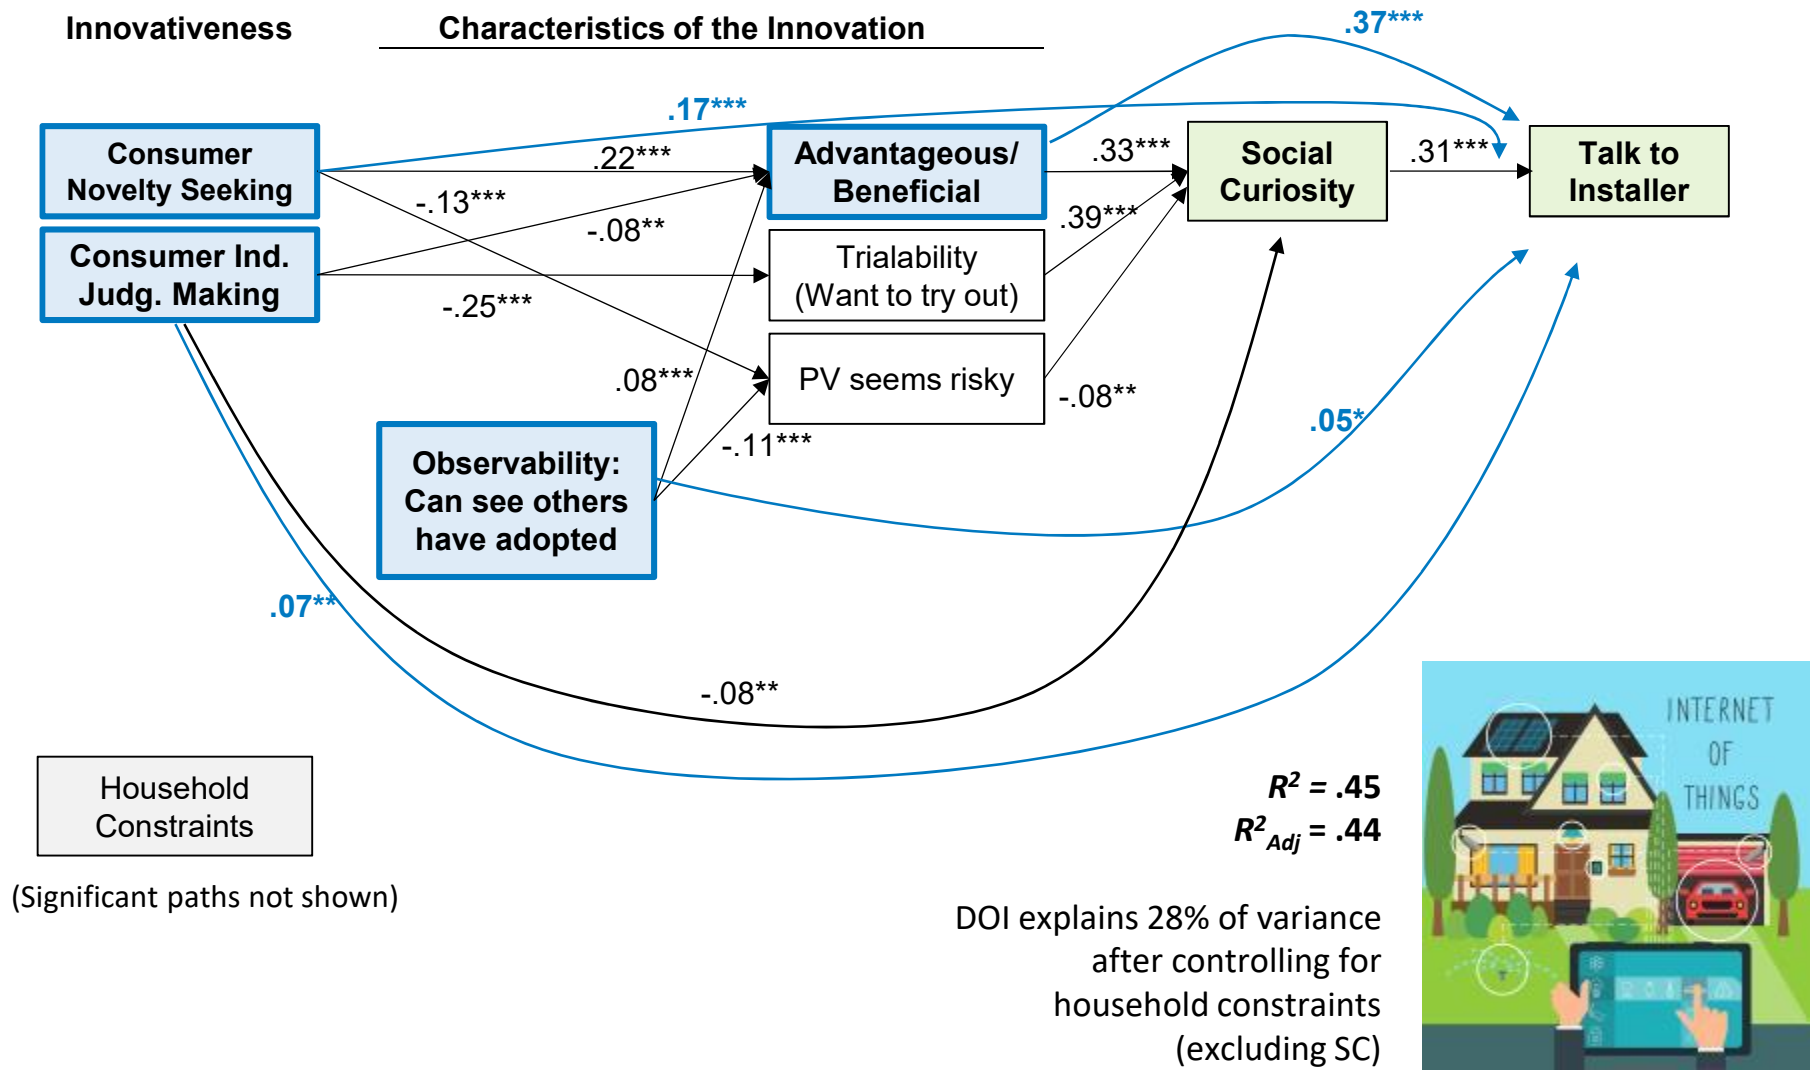 Innovativeness
Characteristics of the Innovation
.37***
.17***
Consumer
Novelty Seeking
.22***
Advantageous/
Beneficial
.33***
Social
Curiosity
.31***
Talk to
Installer
-.13***
-.08**
.39***
Consumer Ind.
Judg. Making
Trialability
(Want to try out)
-.25***
.08***
PV seems risky
-.08**
.05*
-.11***
Observability:
Can see others
have adopted
.07**
-.08**
Household
Constraints
(Significant paths not shown)
R² = .45
R²Adj = .44
DOI explains 28% of variance
after controlling for
household constraints
(excluding SC)
INTERNET
OF
THINGS